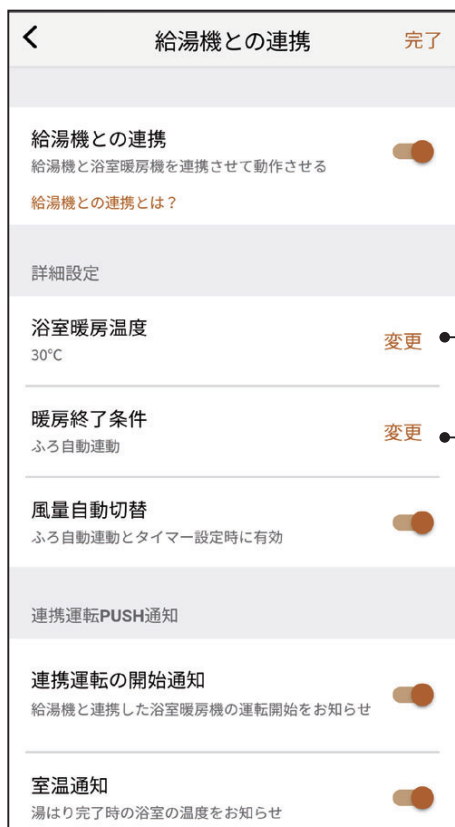 給湯機との連携 完了
給湯機との連携
給湯機と浴室暖房機を連携させて動作させる
給湯機との連携とは？
詳細設定
浴室暖房温度
30℃
変更
暖房終了条件
ふろ自動連動
変更
風量自動切替
ふろ自動連動とタイマー設定時に有効
連携運転PUSH通知
連携運転の開始通知
給湯機と連携した浴室暖房機の運転開始をお知らせ
室温通知
湯はり完了時の浴室の温度をお知らせ